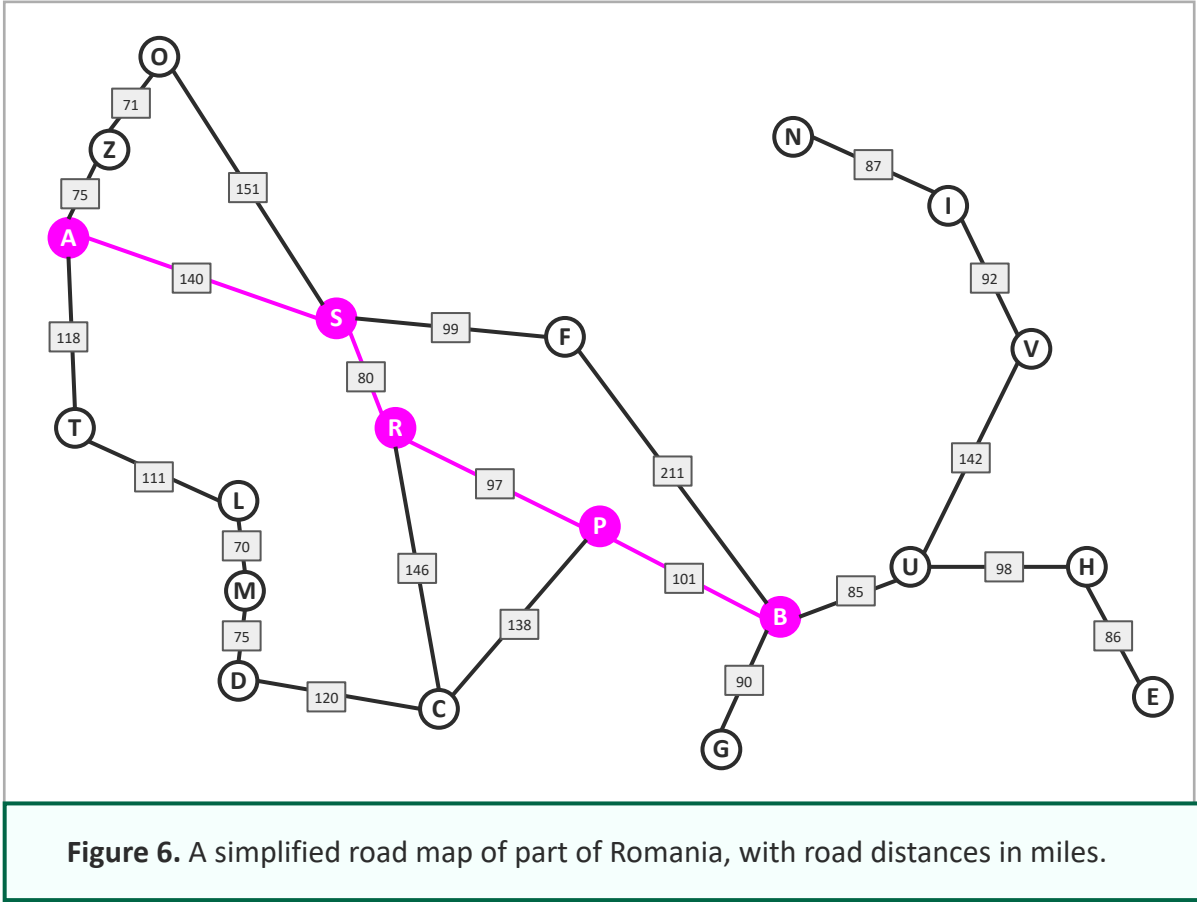 O
71
N
Z
87
151
75
I
A
140
92
S
99
F
118
V
80
T
R
142
211
111
97
L
P
70
U
98
H
146
101
M
85
B
138
86
75
D
90
120
E
C
G
Figure 6. A simplified road map of part of Romania, with road distances in miles.